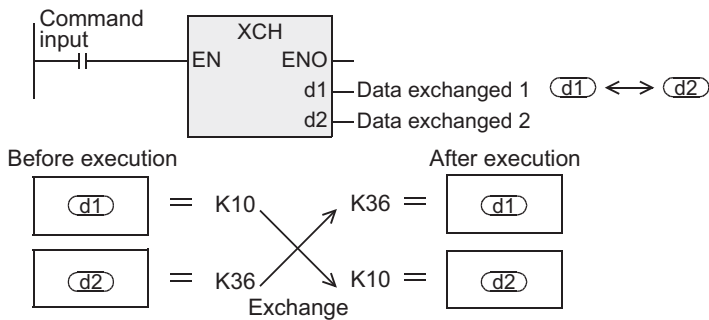 Command
input
XCH
EN ENO
d1 Data exchanged 1 d1 d2
d2 Data exchanged 2
Before execution After execution
d1 = K10 K36 = d1
d2 = K36 K10 = d2
Exchange